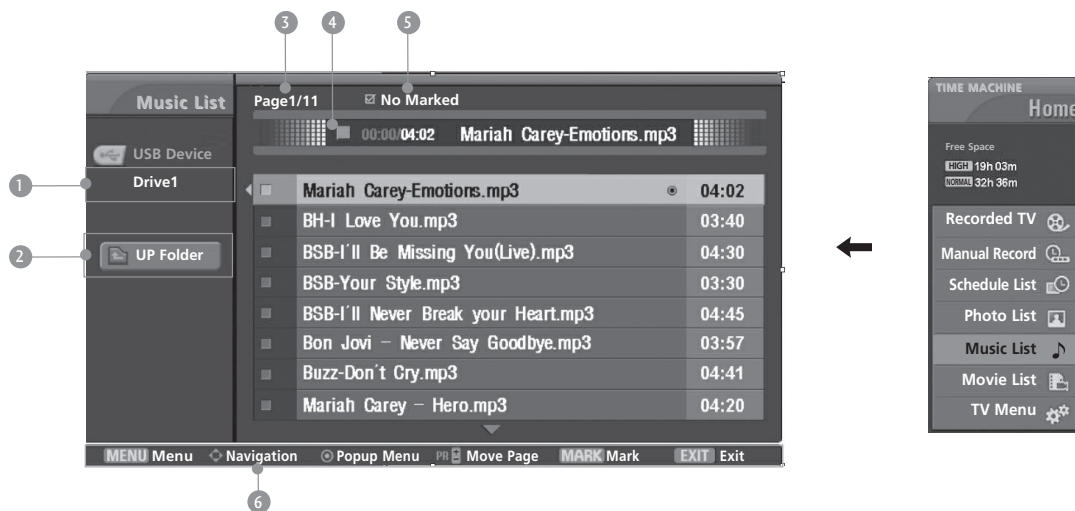 3 4 5
Music List
Page1/11 No Marked
00:00/04:02 Mariah Carey-Emotions.mp3
USB Device
1 Drive1
2 UP Folder
Mariah Carey-Emotions.mp3 04:02
BH-I Love You.mp3 03:40
BSB-I´ll Be Missing You(Live).mp3 04:30
BSB-Your Style.mp3 03:30
BSB-I´ll Never Break your Heart.mp3 04:45
Bon Jovi – Never Say Goodbye.mp3 03:57
Buzz-Don´t Cry.mp3 04:41
Mariah Carey – Hero.mp3 04:20
MENU Menu Navigation Popup Menu PR Move Page MARK Mark EXIT Exit
6
TIME MACHINE
Home
Free Space
HIGH 19h 03m
NORMAL 32h 36m
Recorded TV
Manual Record
Schedule List
Photo List
Music List
Movie List
TV Menu